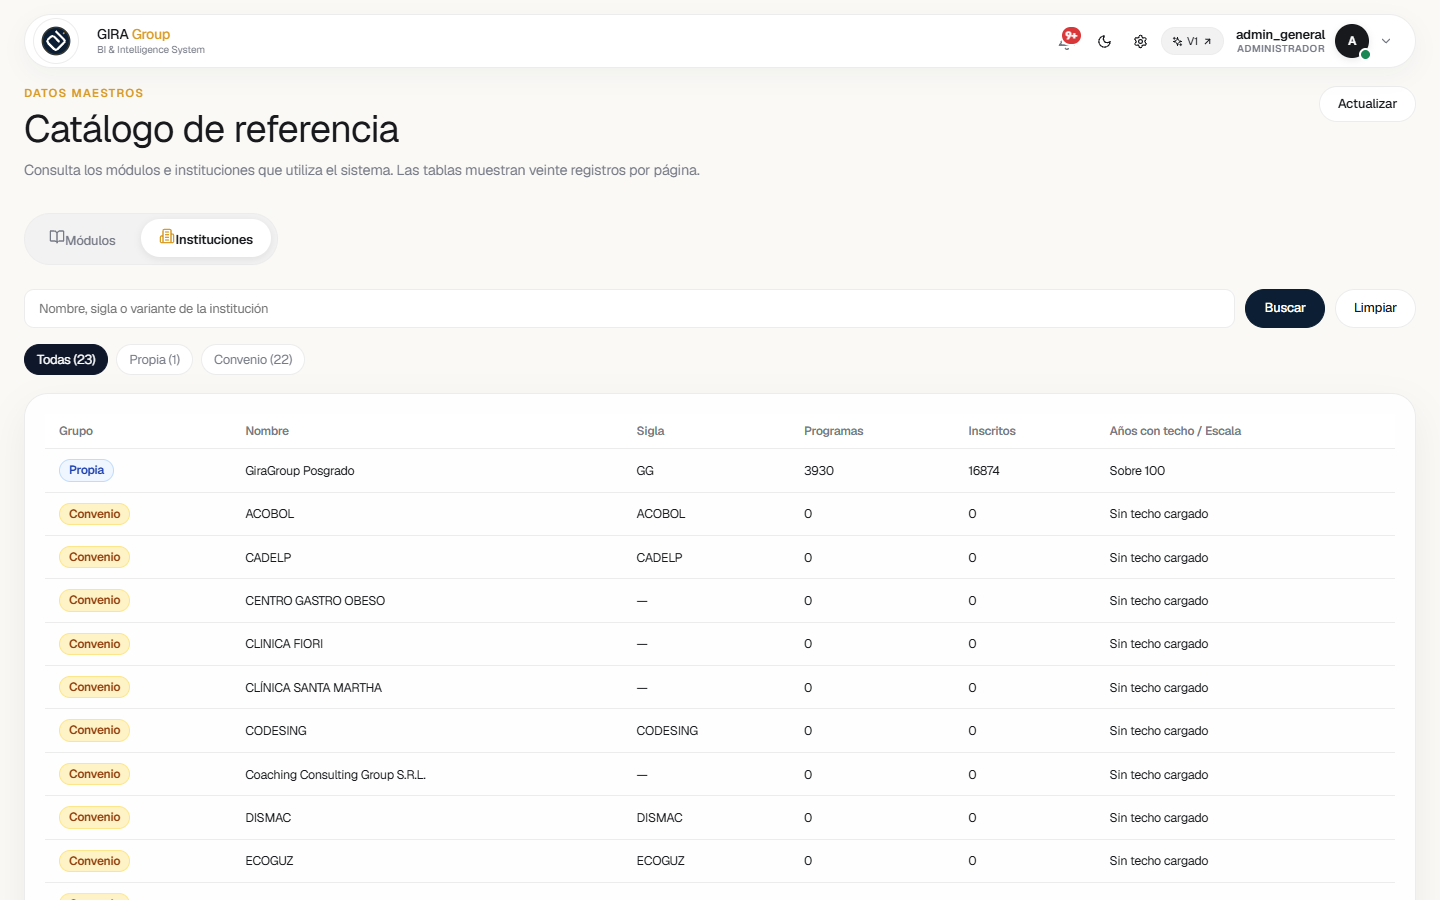 GIRA Group
BI & Intelligence System
9+
V1
admin_general
ADMINISTRADOR
A
DATOS MAESTROS
Catálogo de referencia
Consulta los módulos e instituciones que utiliza el sistema. Las tablas muestran veinte registros por página.
Actualizar
Módulos
Instituciones
Nombre, sigla o variante de la institución
Buscar
Limpiar
Todas (23)
Propia (1)
Convenio (22)
Grupo Nombre Sigla Programas Inscritos Años con techo / Escala
Propia GiraGroup Posgrado GG 3930 16874 Sobre 100
Convenio ACOBOL ACOBOL 0 0 Sin techo cargado
Convenio CADELP CADELP 0 0 Sin techo cargado
Convenio CENTRO GASTRO OBESO — 0 0 Sin techo cargado
Convenio CLINICA FIORI — 0 0 Sin techo cargado
Convenio CLÍNICA SANTA MARTHA — 0 0 Sin techo cargado
Convenio CODESING CODESING 0 0 Sin techo cargado
Convenio Coaching Consulting Group S.R.L. — 0 0 Sin techo cargado
Convenio DISMAC DISMAC 0 0 Sin techo cargado
Convenio ECOGUZ ECOGUZ 0 0 Sin techo cargado